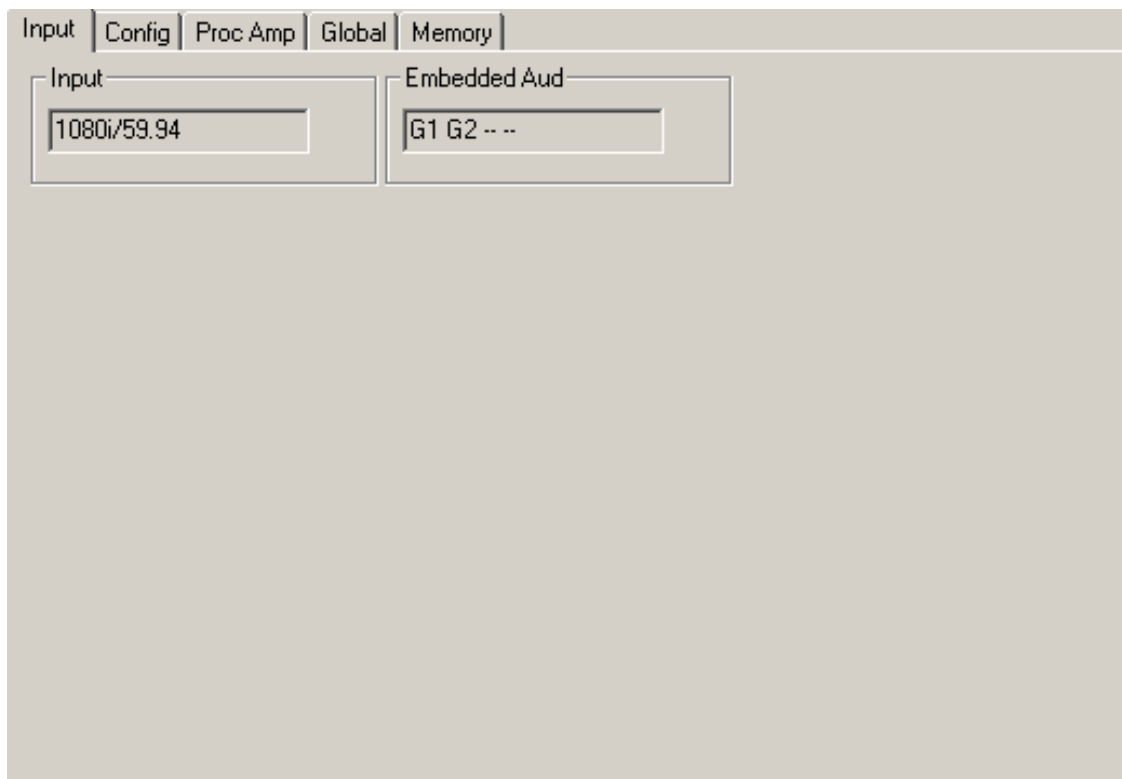 Input Config Proc Amp Global Memory
Input Embedded Aud
1080i/59.94 G1 G2 -- --